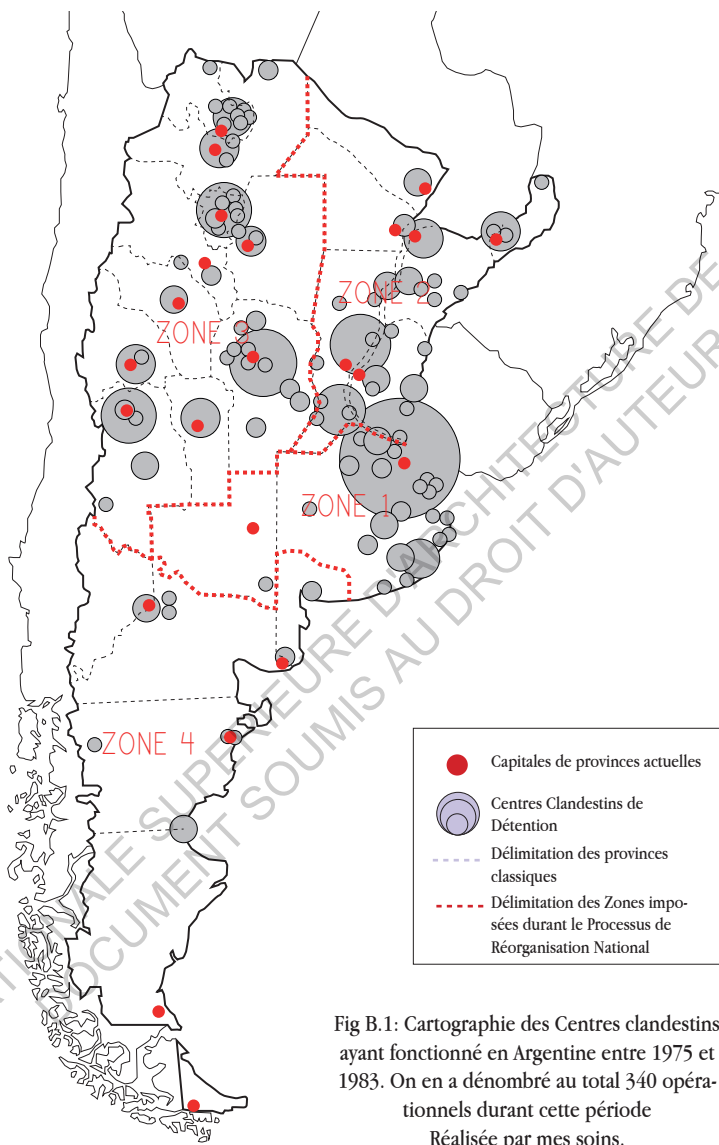 ZONE 2
ZONE 3
ZONE 1
ZONE 4
Capitales de provinces actuelles
Centres Clandestins de
Détention
Délimitation des provinces
classiques
Délimitation des Zones impo-
sées durant le Processus de
Réorganisation National
Fig B.1: Cartographie des Centres clandestins
ayant fonctionné en Argentine entre 1975 et
1983. On en a dénombré au total 340 opéra-
tionnels durant cette période
Réalisée par mes soins.
SUPERIEURE D'ARCHITECTURE DE
DOCUMENT SOUMIS AU DROIT D'AUTEUR